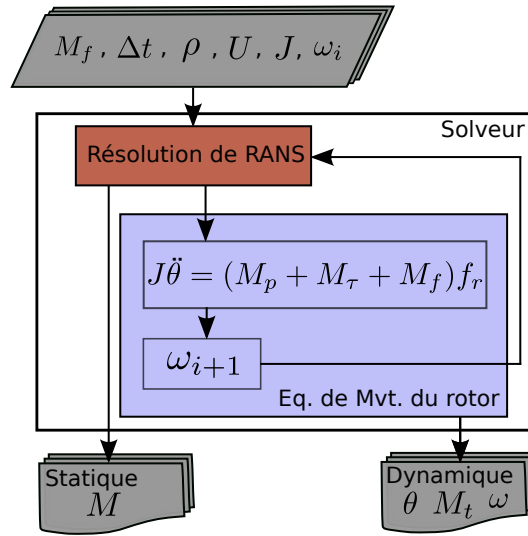 M_f , Δt , ρ , U , J , ω_i
Solveur
Résolution de RANS
Jθ̈ = (M_p + M_τ + M_f)f_r
ω_{i+1}
Eq. de Mvt. du rotor
Statique
M
Dynamique
θ M_t ω